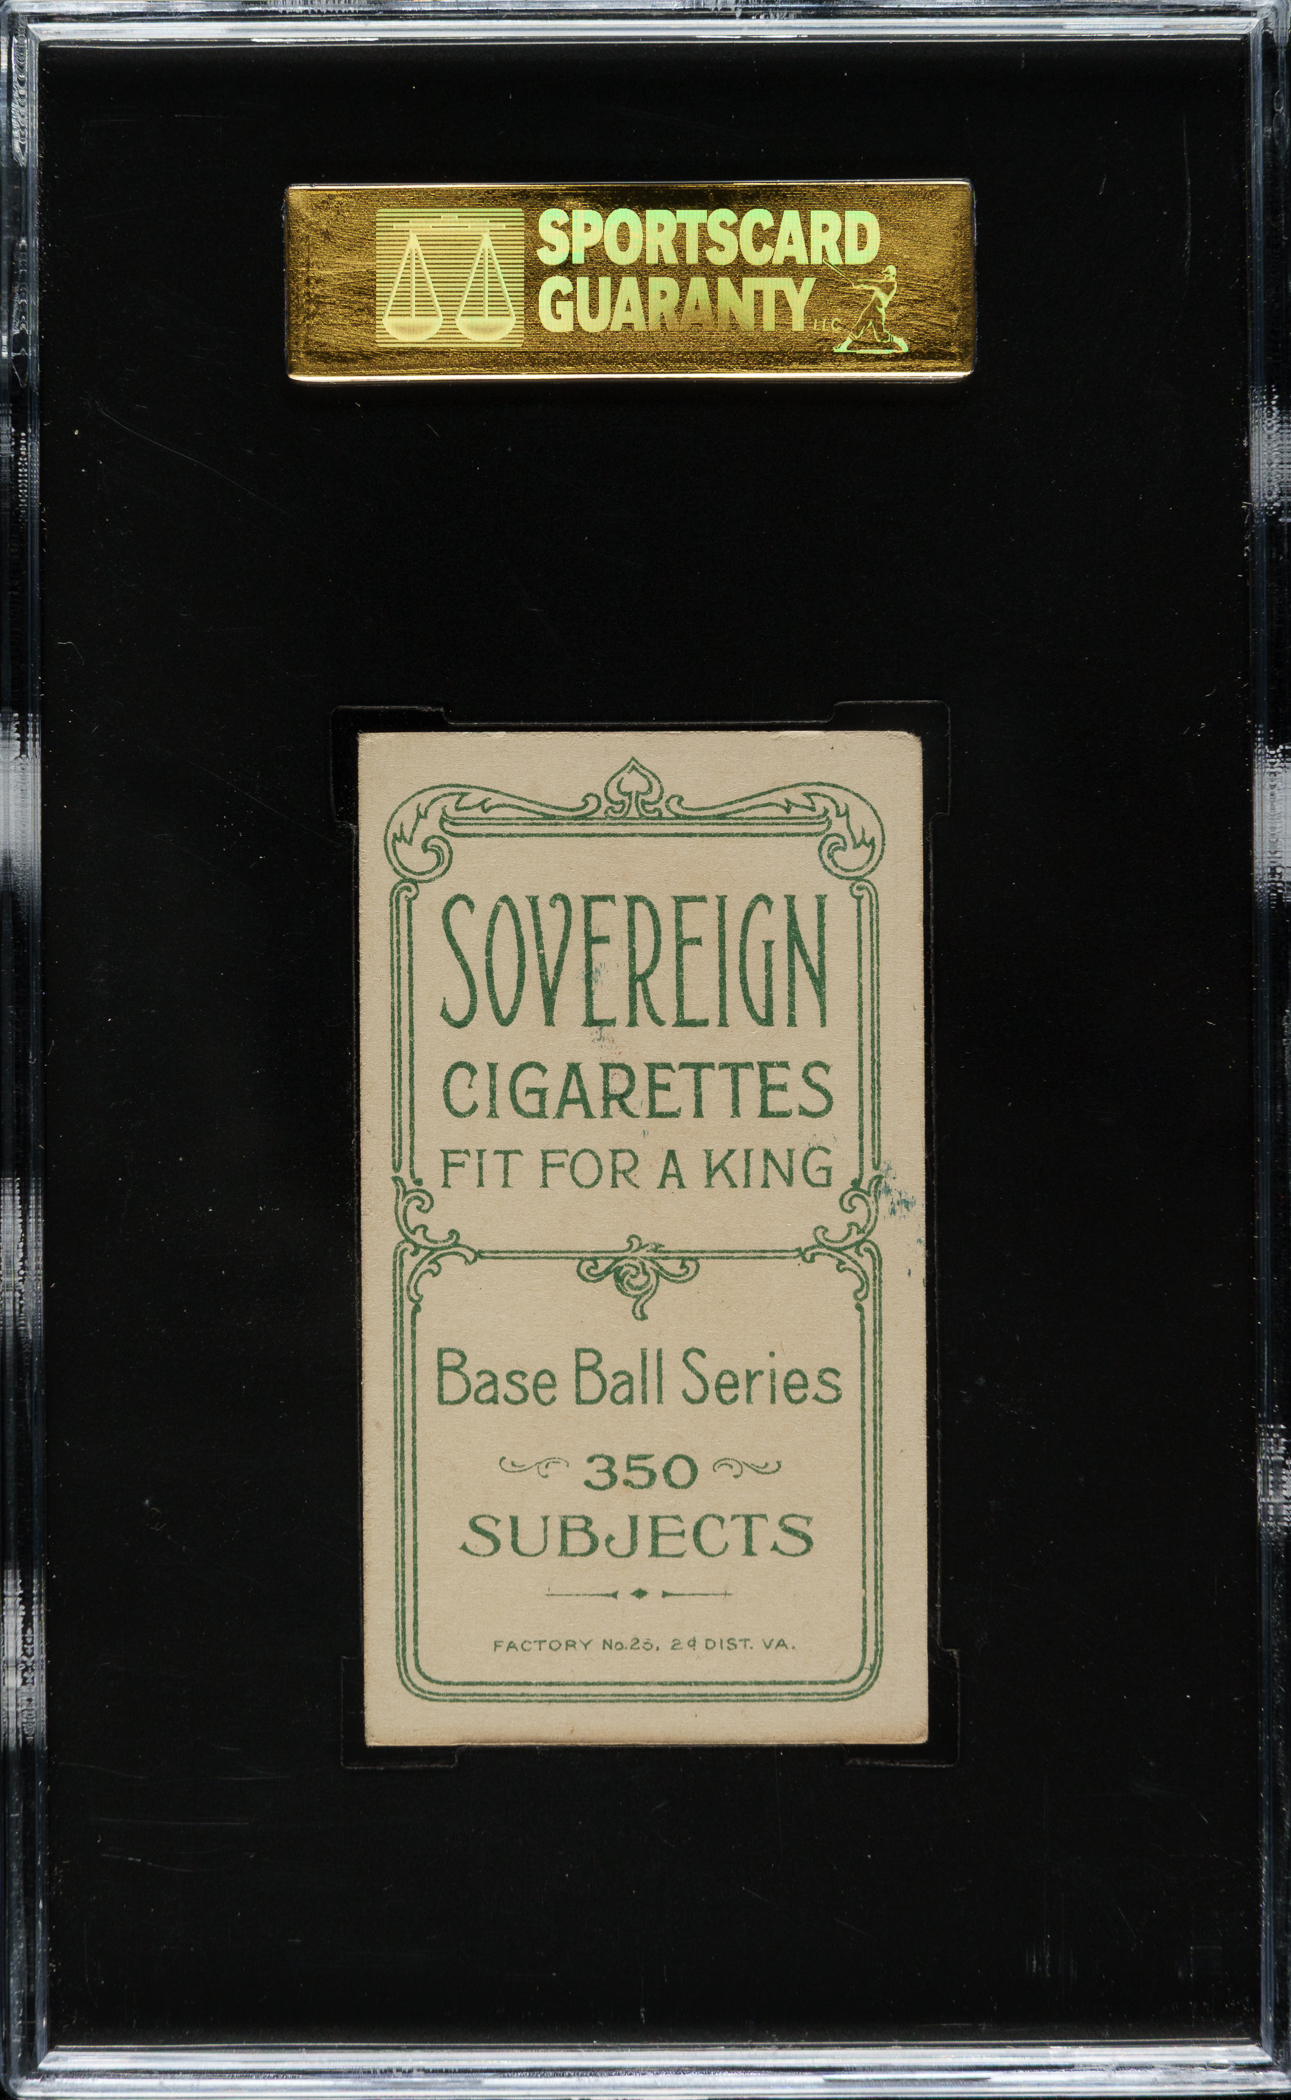 SPORTSCARD
GUARANTY LLC
SOVEREIGN
CIGARETTES
FIT FOR A KING
Base Ball Series
350
SUBJECTS
FACTORY No.25, 2d DIST. VA.